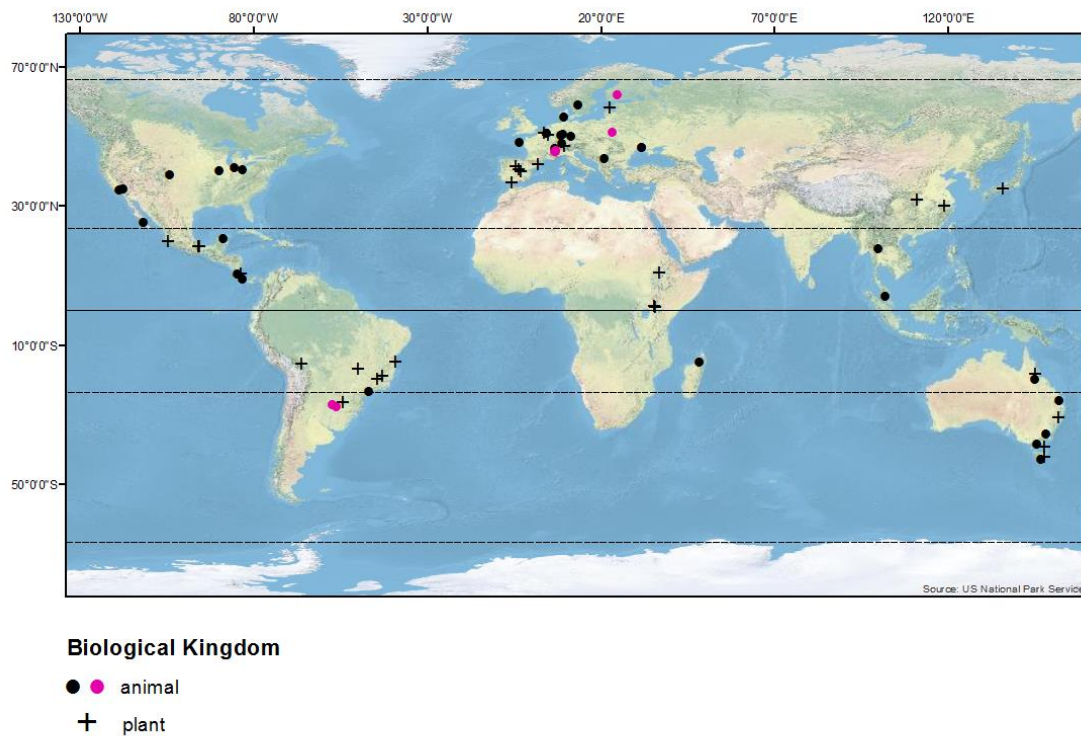 130°0'0"W 80°0'0"W 30°0'0"W 20°0'0"E 70°0'0"E 120°0'0"E
70°0'0"N
30°0'0"N
10°0'0"S
50°0'0"S
Source: US National Park Service
Biological Kingdom
animal
plant